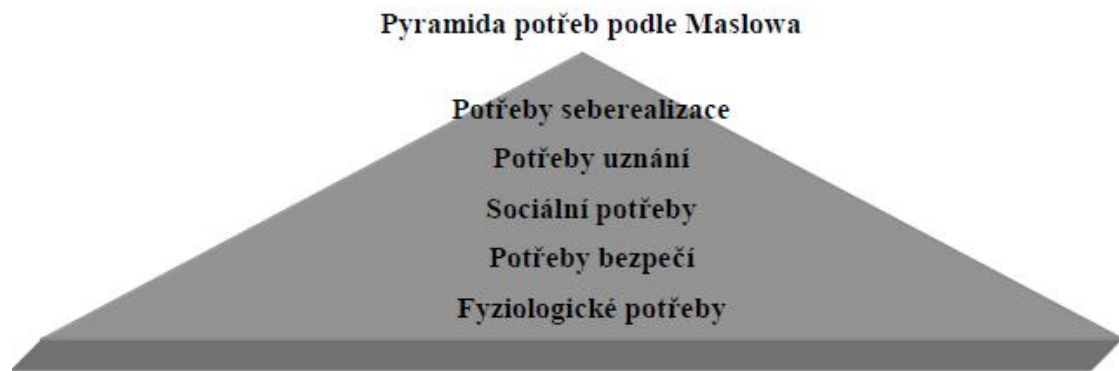 Pyramida potřeb podle Maslowa
Potřeby seberealizace
Potřeby uznání
Sociální potřeby
Potřeby bezpečí
Fyziologické potřeby